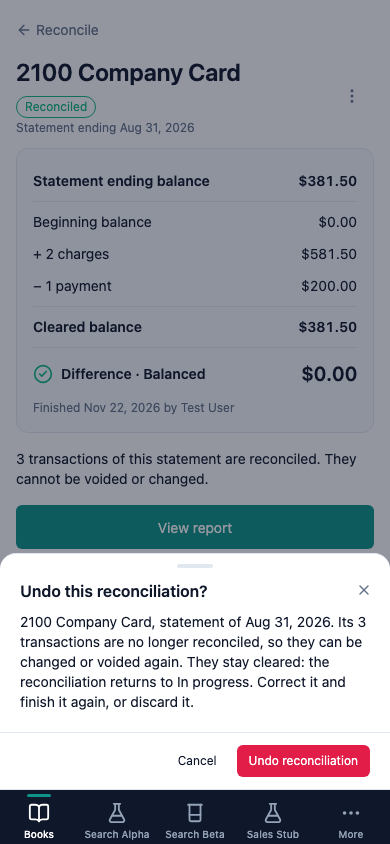 Reconcile
2100 Company Card
Reconciled
Statement ending Aug 31, 2026
Statement ending balance $381.50
Beginning balance $0.00
+ 2 charges $581.50
− 1 payment $200.00
Cleared balance $381.50
Difference · Balanced $0.00
Finished Nov 22, 2026 by Test User
3 transactions of this statement are reconciled. They
cannot be voided or changed.
View report
Undo this reconciliation?
2100 Company Card, statement of Aug 31, 2026. Its 3
transactions are no longer reconciled, so they can be
changed or voided again. They stay cleared: the
reconciliation returns to In progress. Correct it and
finish it again, or discard it.
Cancel Undo reconciliation
Books Search Alpha Search Beta Sales Stub More